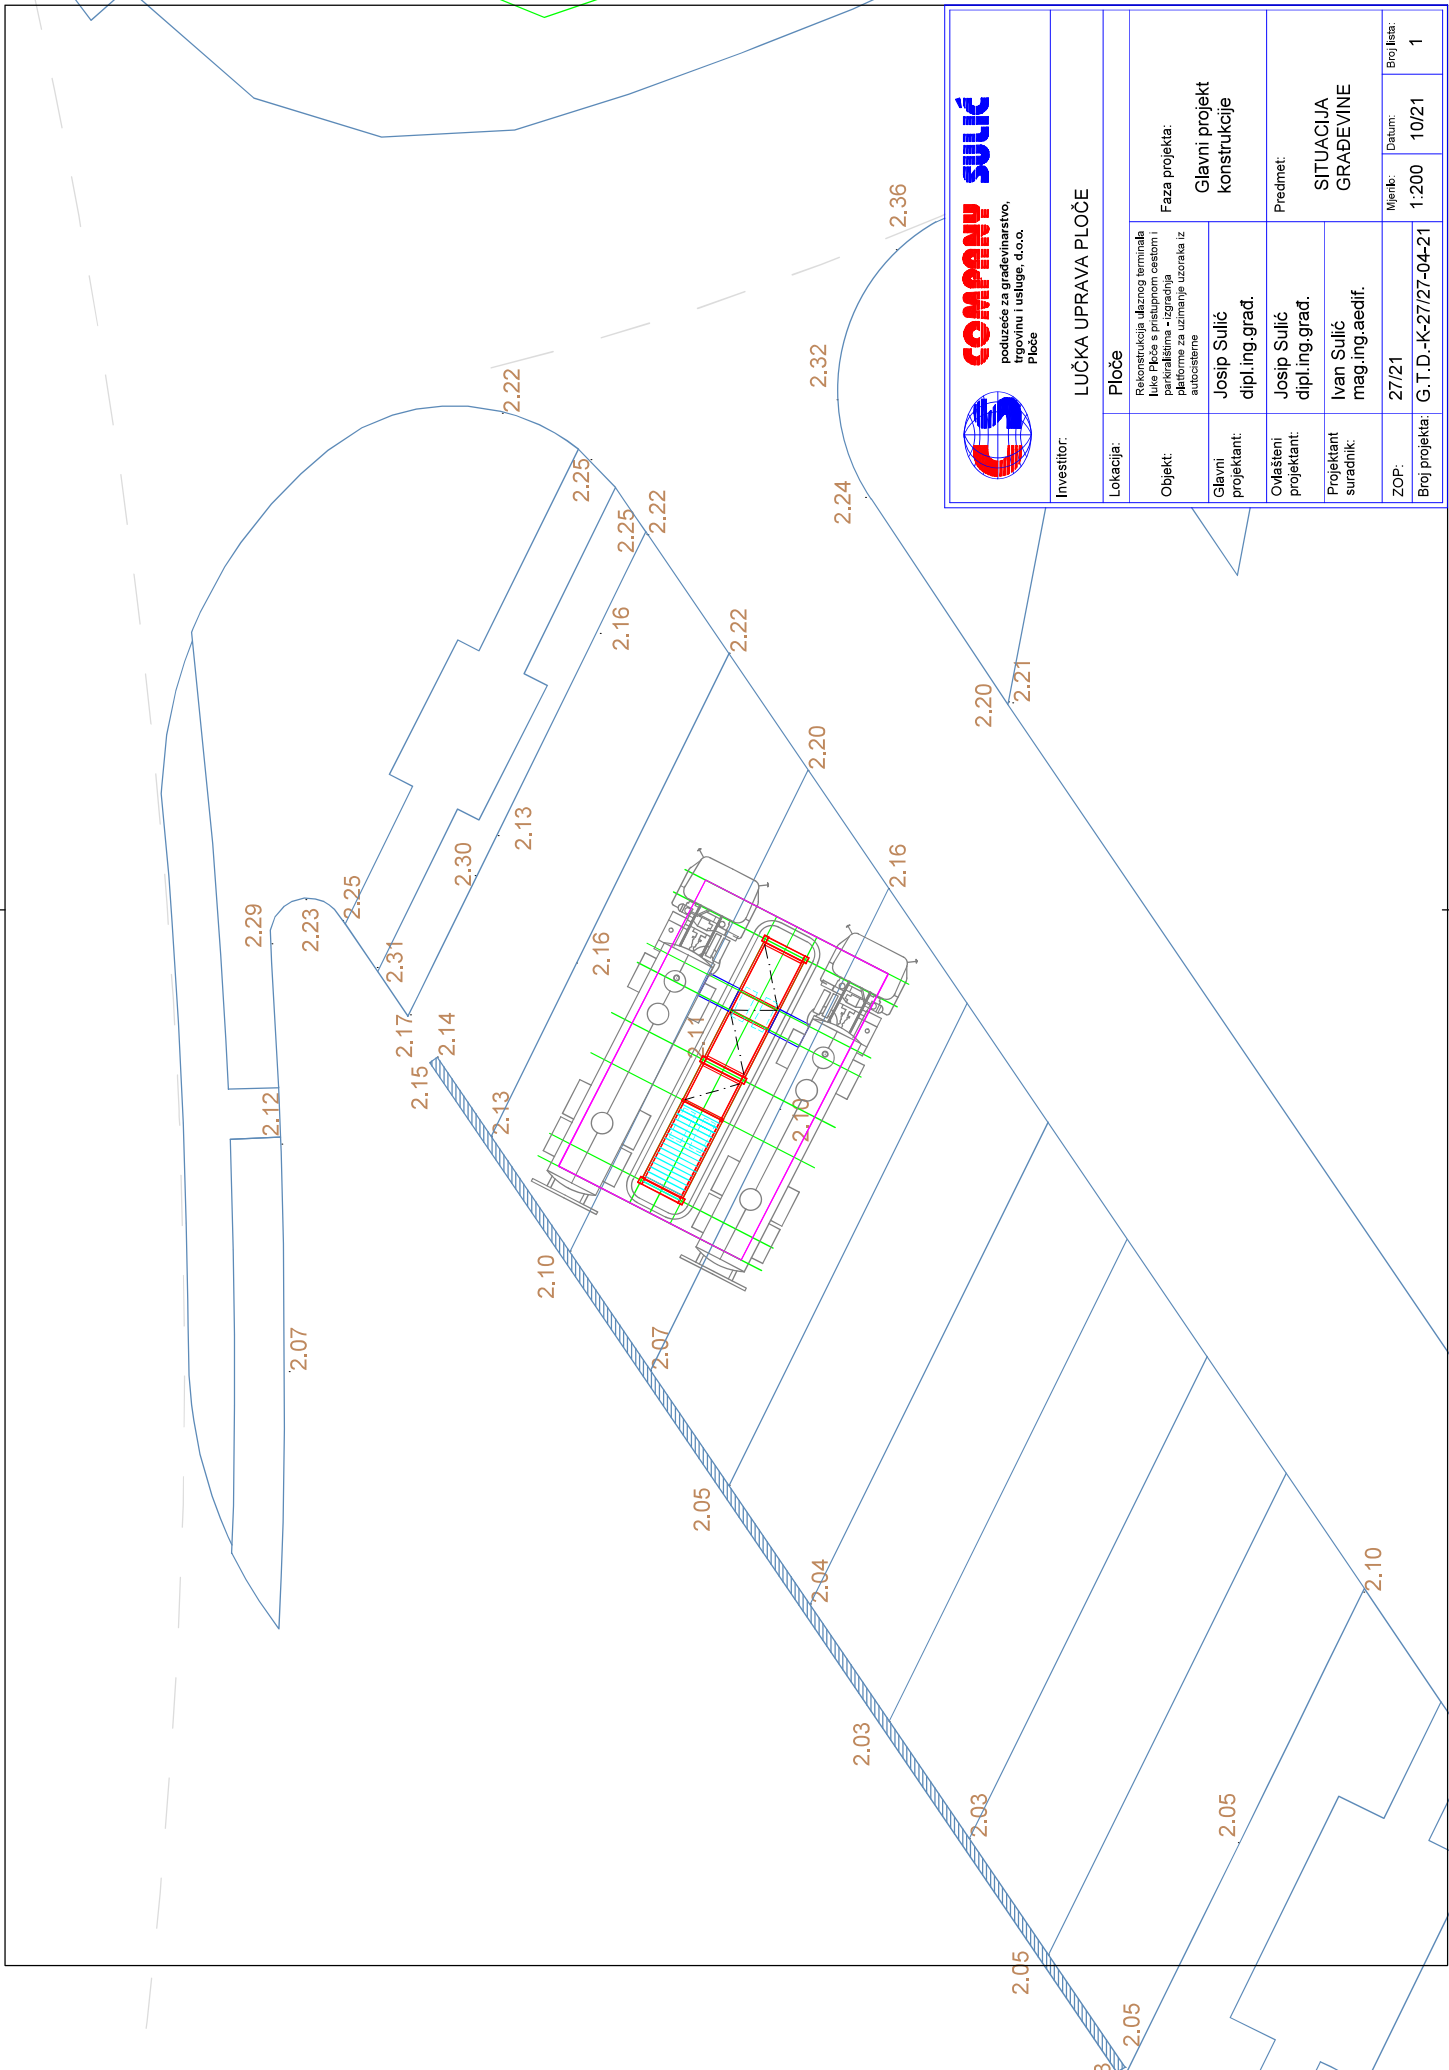 COMPANY SULIĆ
poduzeće za građevinarstvo,
trgovinu i usluge, d.o.o.
Ploče
Investitor:
LUČKA UPRAVA PLOČE
Lokacija:
Ploče
Objekt:
Rekonstrukcija ulaznog terminala
luke Ploče s pristupnom cestom i
parkiralištima - izgradnja
platforme za uzimanje uzoraka iz
autocisterne
Faza projekta:
Glavni projekt
konstrukcije
Glavni
projektant:
Josip Sulić
dipl.ing.građ.
Ovlašteni
projektant:
Josip Sulić
dipl.ing.građ.
Predmet:
SITUACIJA
GRAĐEVINE
Projektant
suradnik:
Ivan Sulić
mag.ing.aedif.
ZOP:
27/21
Mjerilo:
1:200
Datum:
10/21
Broj lista:
1
Broj projekta:
G.T.D.-K-27/27-04-21
2.36
2.32
2.22
2.24
2.25
2.25
2.22
2.16
2.22
2.21
2.20
2.20
2.13
2.30
2.16
2.25
2.29
2.23
2.31
2.16
2.17
2.14
2.15
2.11
2.12
2.13
2.10
2.10
2.07
2.07
2.05
2.04
2.10
2.03
2.03
2.05
2.05
2.05